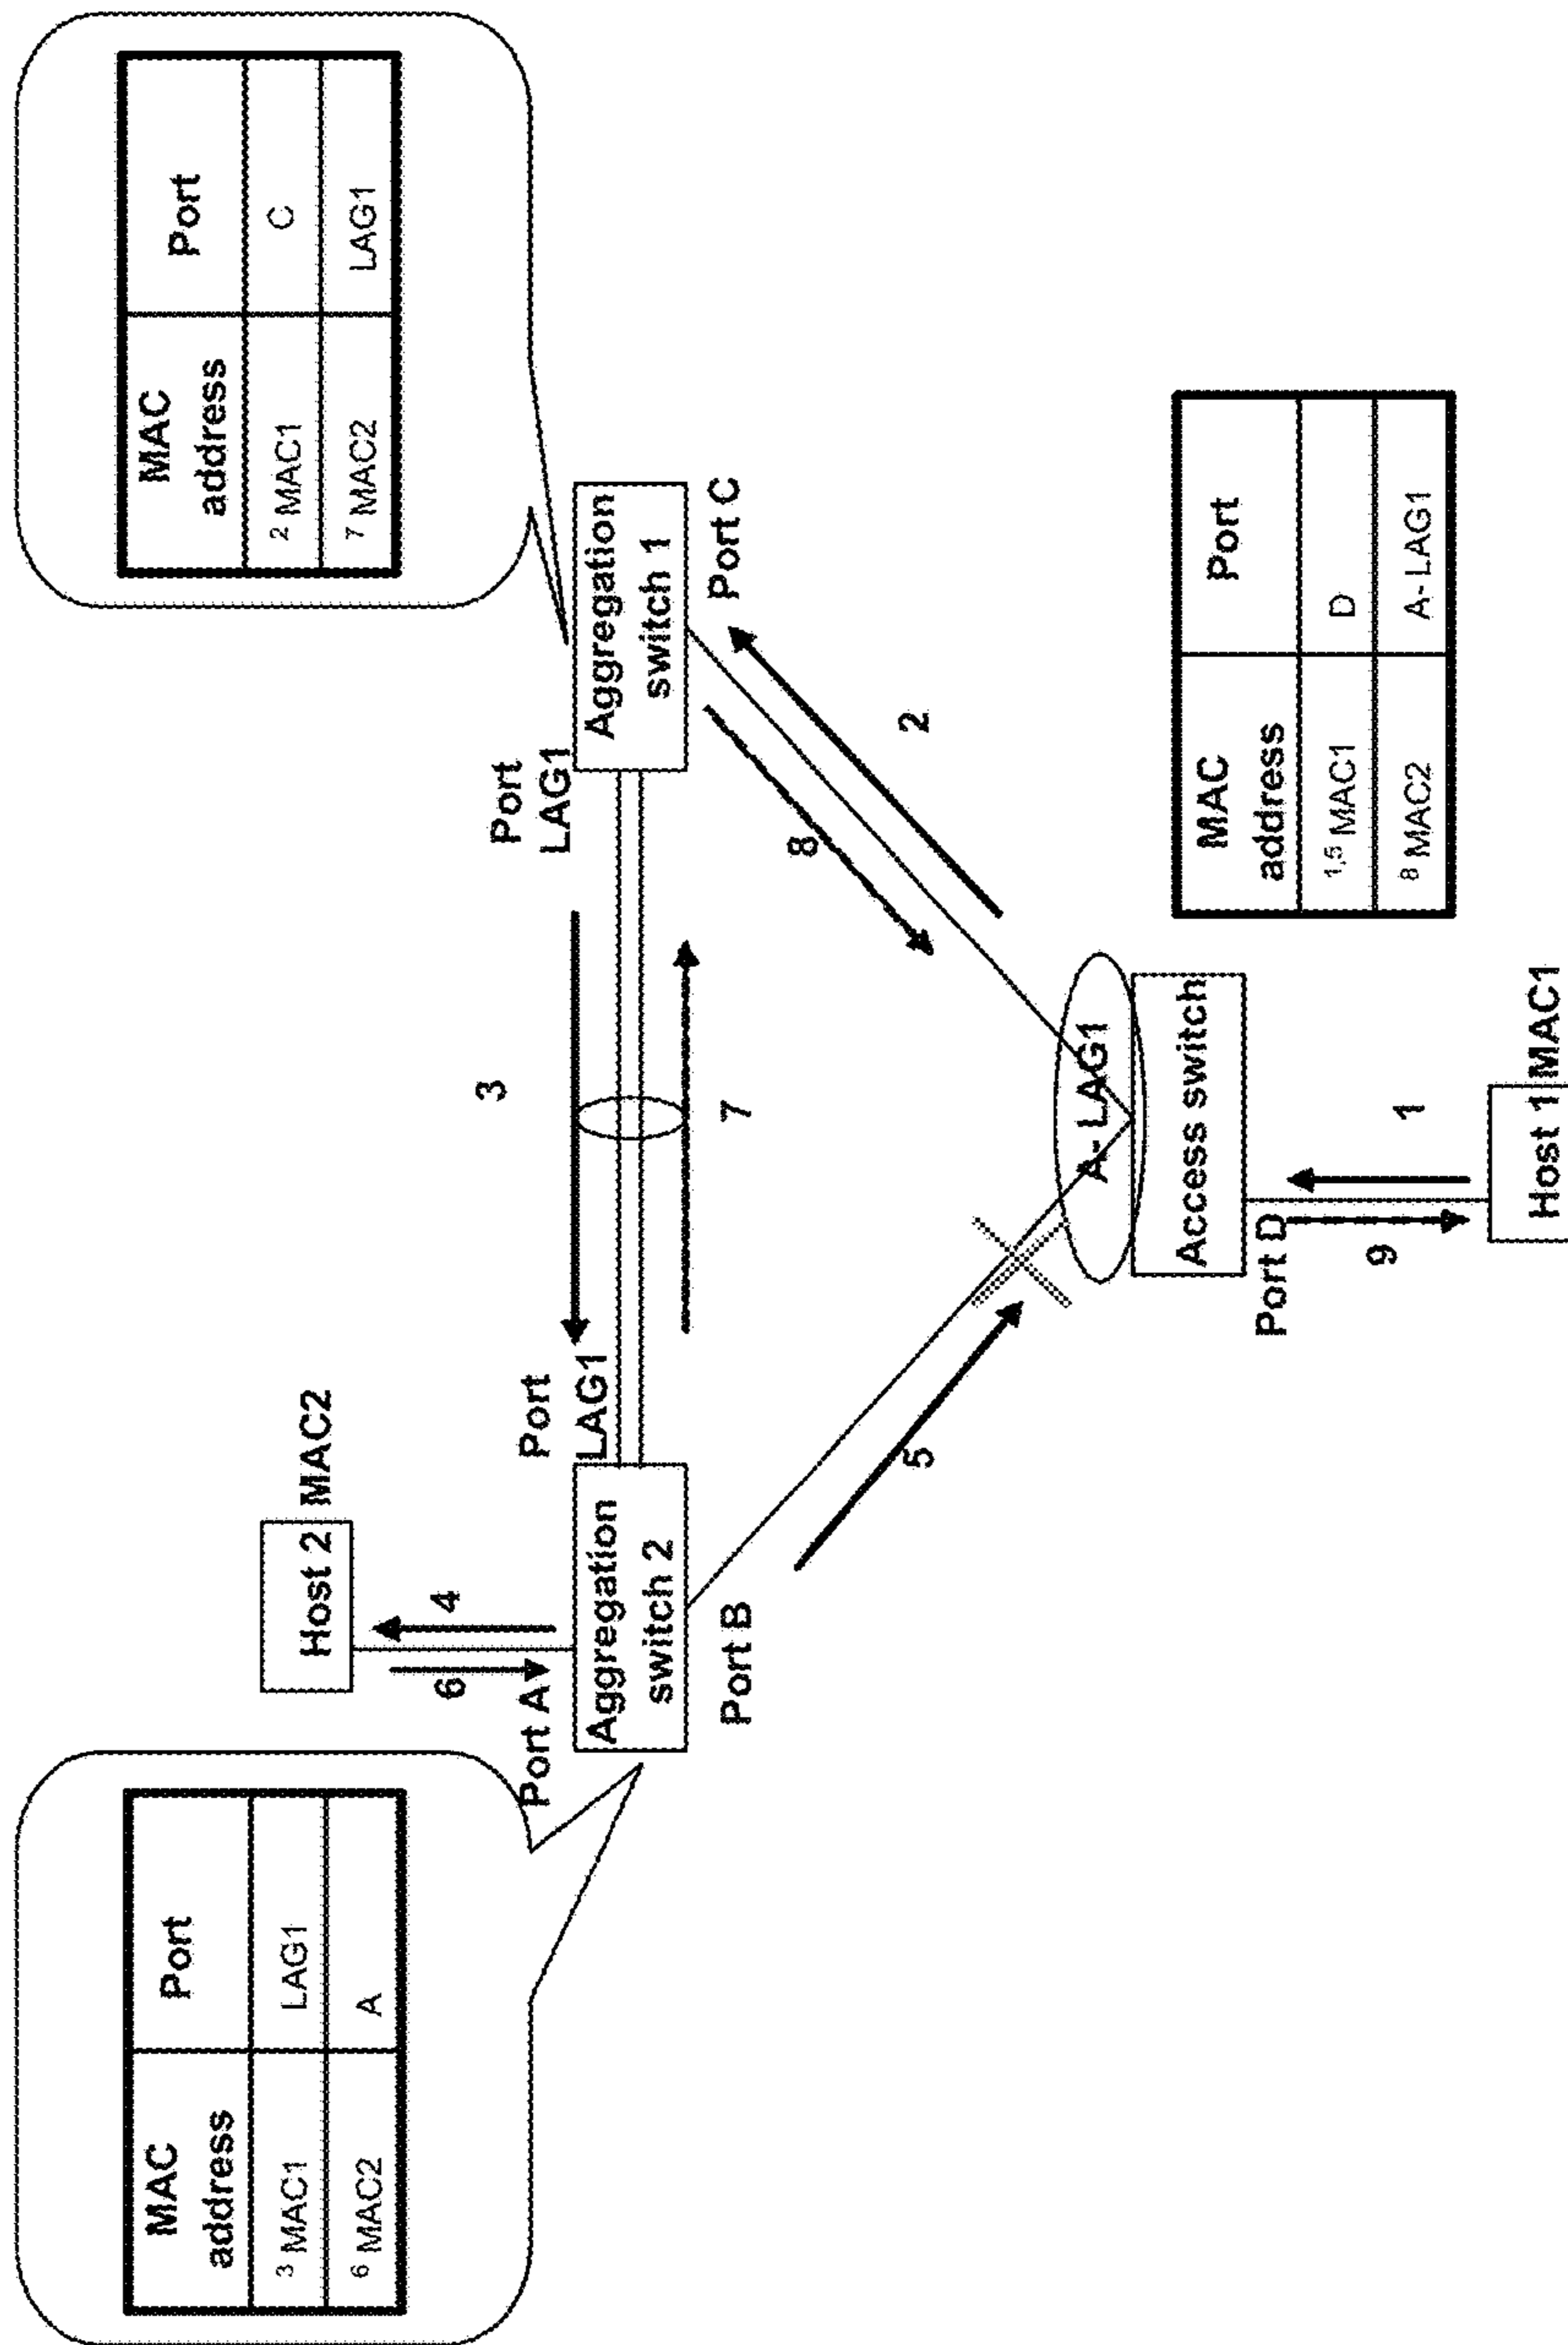 MAC address
Port
3 MAC1
LAG1
6 MAC2
A
MAC address
Port
2 MAC1
C
7 MAC2
LAG1
Host 2
MAC2
6
4
Port A
Port
LAG1
3
Port
LAG1
Aggregation
switch 2
Aggregation
switch 1
Port B
7
Port C
8
5
2
A- LAG1
Access switch
MAC address
Port
1,5 MAC1
D
8 MAC2
A- LAG1
Port D
9
1
Host 1
MAC1